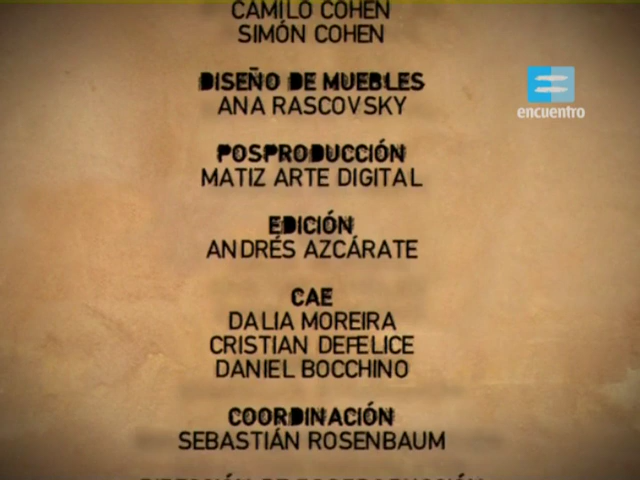 CAMILO COHEN
SIMÓN COHEN
DISEÑO DE MUEBLES
ANA RASCOVSKY
encuentro
POSPRODUCCIÓN
MATIZ ARTE DIGITAL
EDICIÓN
ANDRÉS AZCÁRATE
CAE
DALIA MOREIRA
CRISTIAN DEFELICE
DANIEL BOCCHINO
COORDINACIÓN
SEBASTIÁN ROSENBAUM